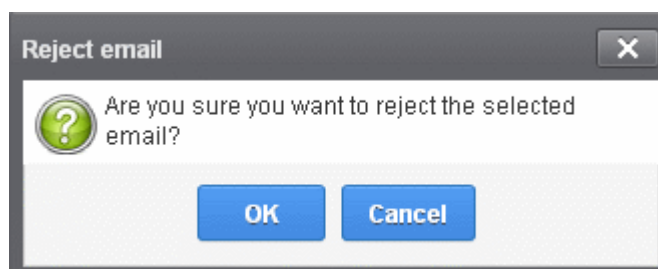 Reject email
Are you sure you want to reject the selected
email?
OK
Cancel